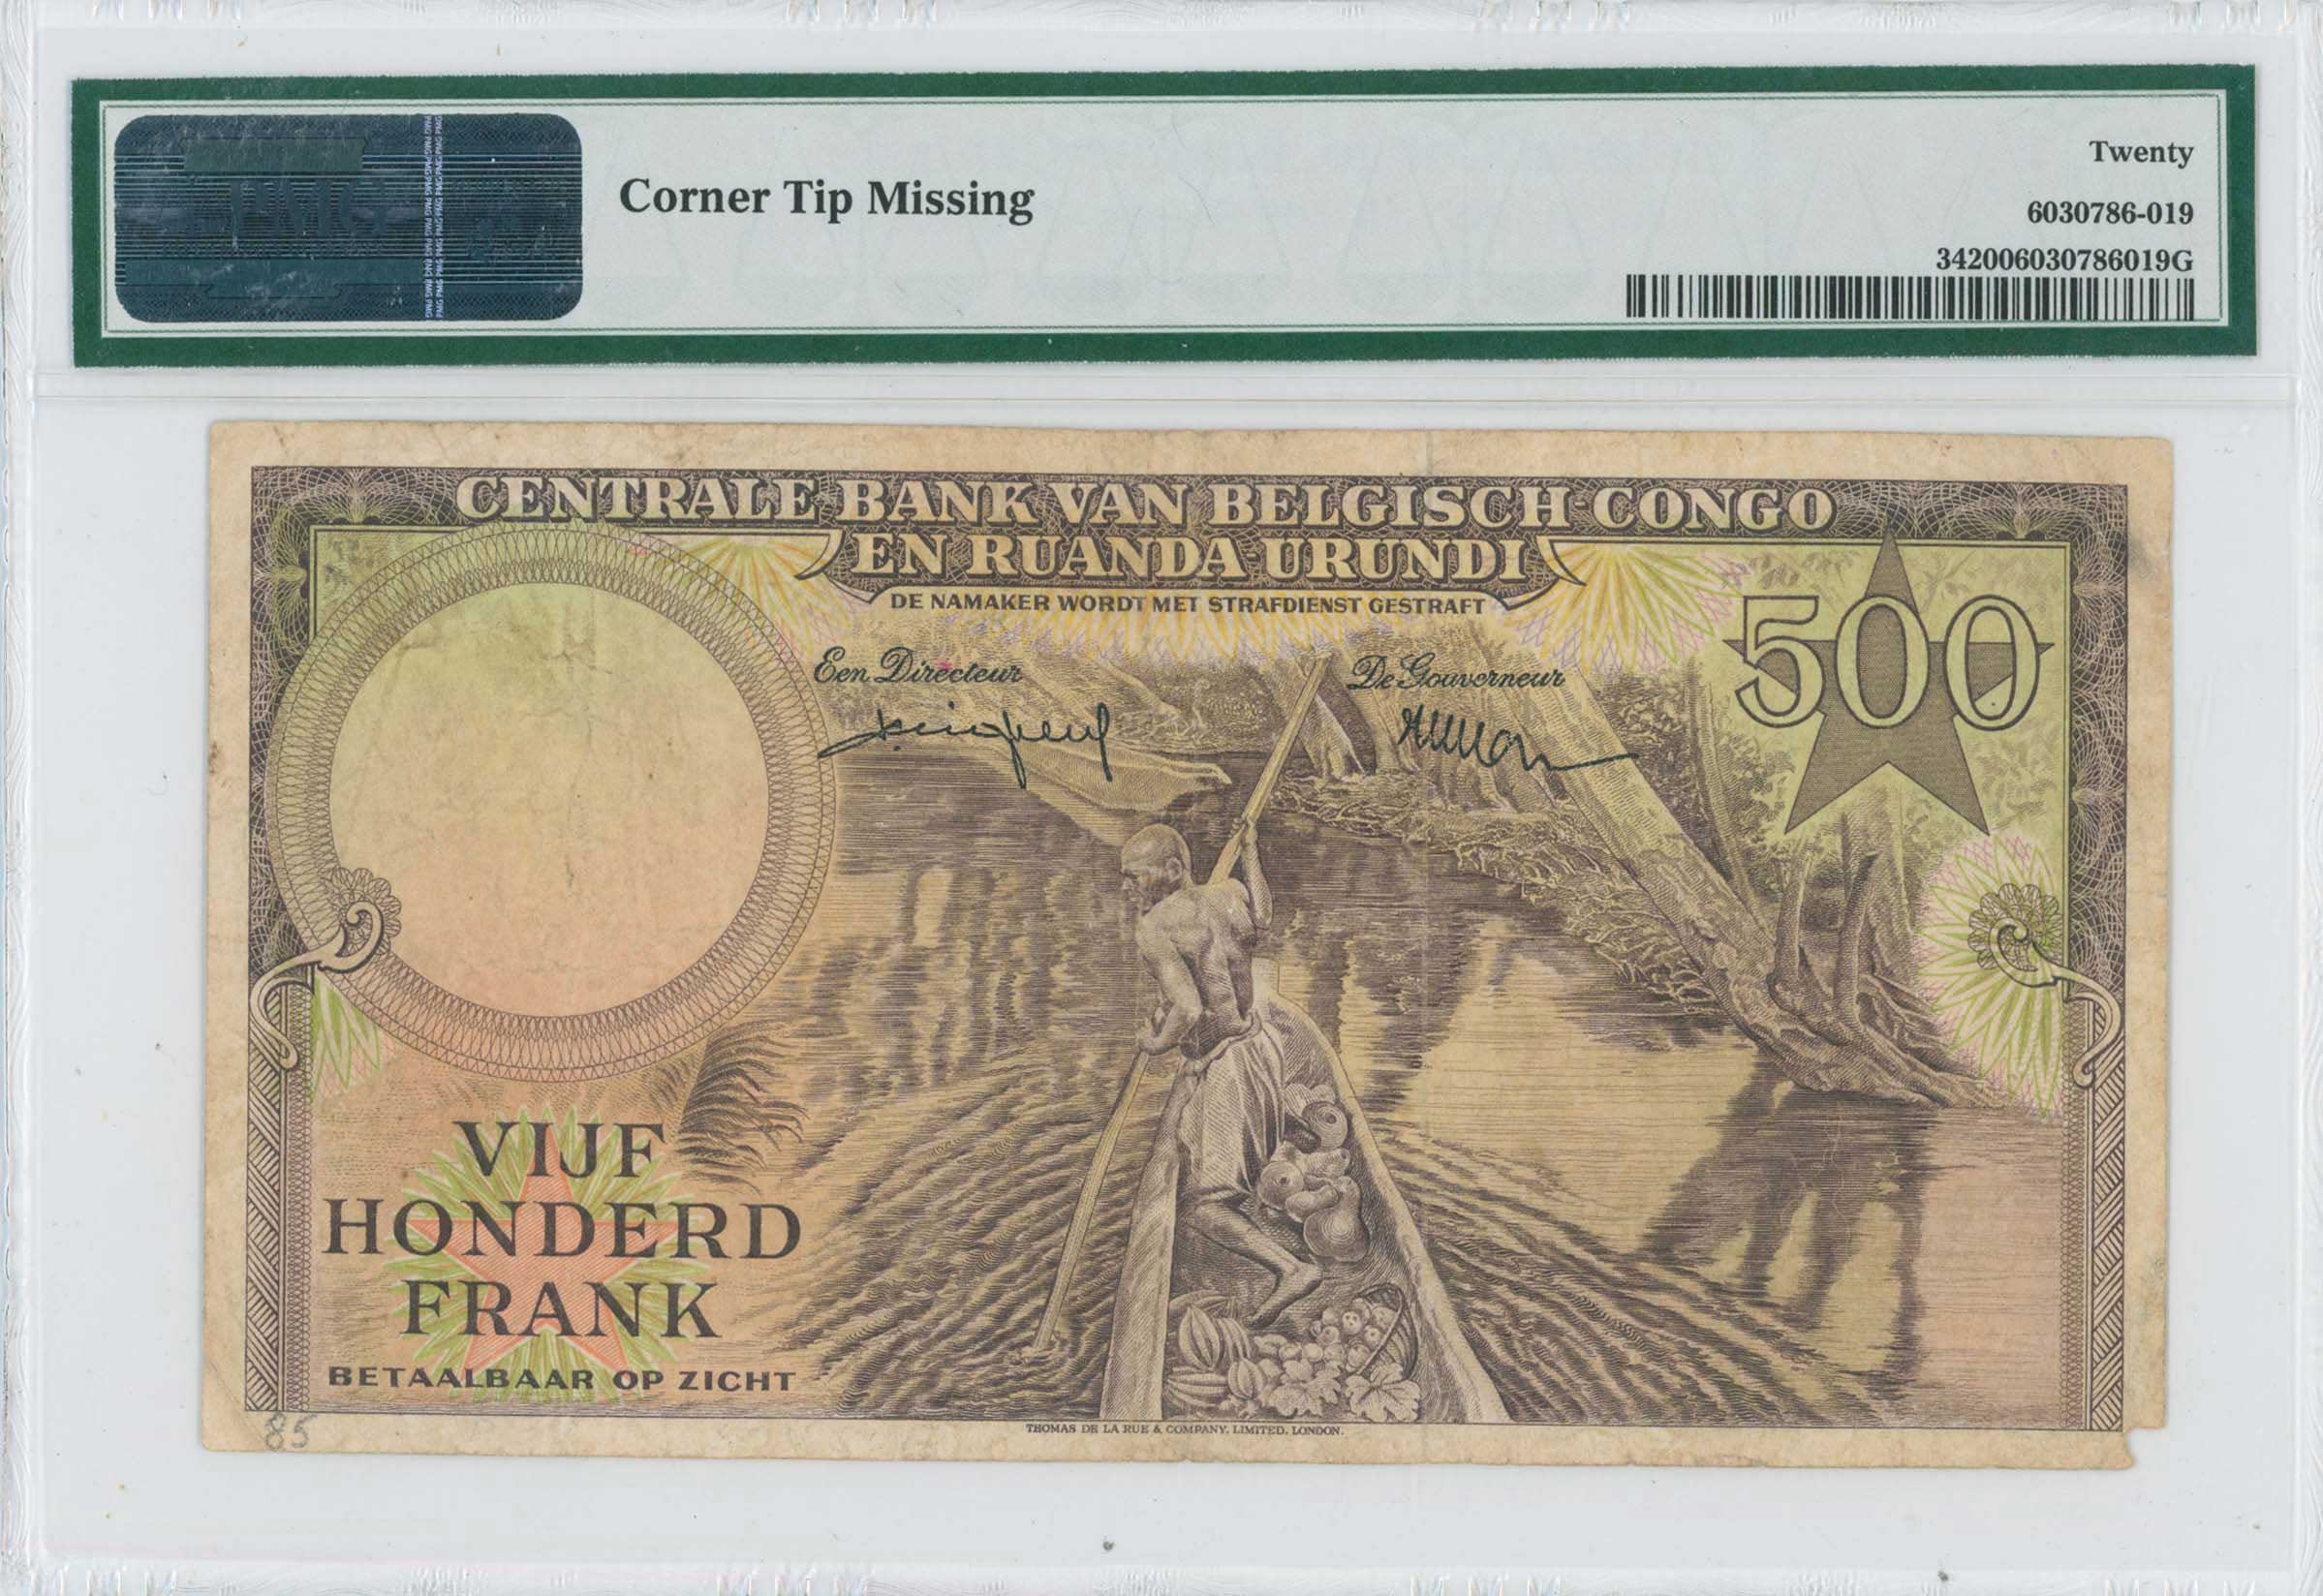 PMG
Corner Tip Missing
Twenty
6030786-019
342006030786019G
CENTRALE BANK VAN BELGISCH-CONGO
EN RUANDA-URUNDI
DE NAMAKER WORDT MET STRAFDIENST GESTRAFT
500
Een Directeur
De Gouverneur
VIJF
HONDERD
FRANK
BETAALBAAR OP ZICHT
85
THOMAS DE LA RUE & COMPANY, LIMITED, LONDON.